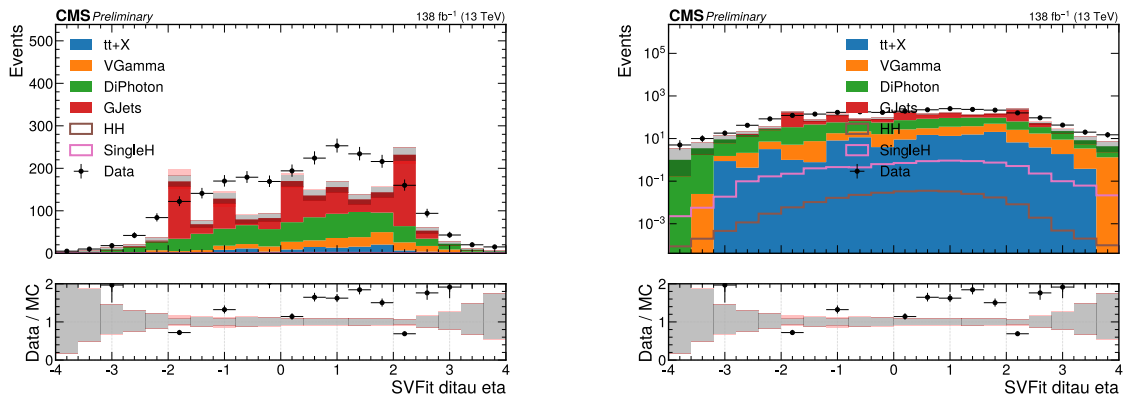 CMS Preliminary 138 fb⁻¹ (13 TeV)
Events
500
400
300
200
100
0
tt+X
VGamma
DiPhoton
GJets
HH
SingleH
Data
Data / MC
2
1
0
-4 -3 -2 -1 0 1 2 3 4
SVFit ditau eta
CMS Preliminary 138 fb⁻¹ (13 TeV)
Events
10⁵
10³
10¹
10⁻¹
10⁻³
tt+X
VGamma
DiPhoton
GJets
HH
SingleH
Data
Data / MC
2
1
0
-4 -3 -2 -1 0 1 2 3 4
SVFit ditau eta